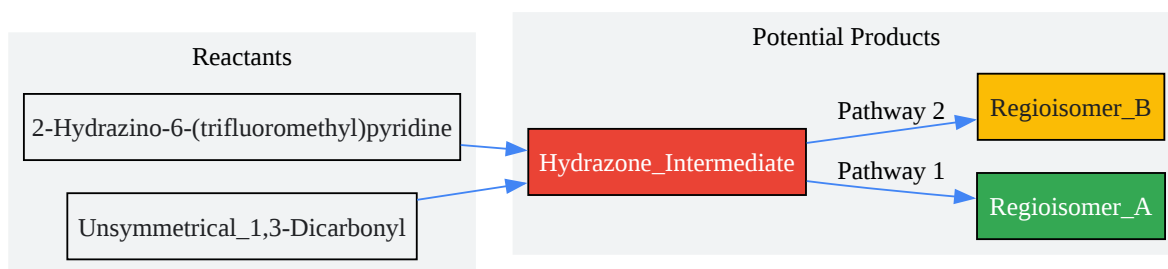 Reactants
2-Hydrazino-6-(trifluoromethyl)pyridine
Unsymmetrical_1,3-Dicarbonyl
Potential Products
Hydrazone_Intermediate
Pathway 2
Pathway 1
Regioisomer_B
Regioisomer_A